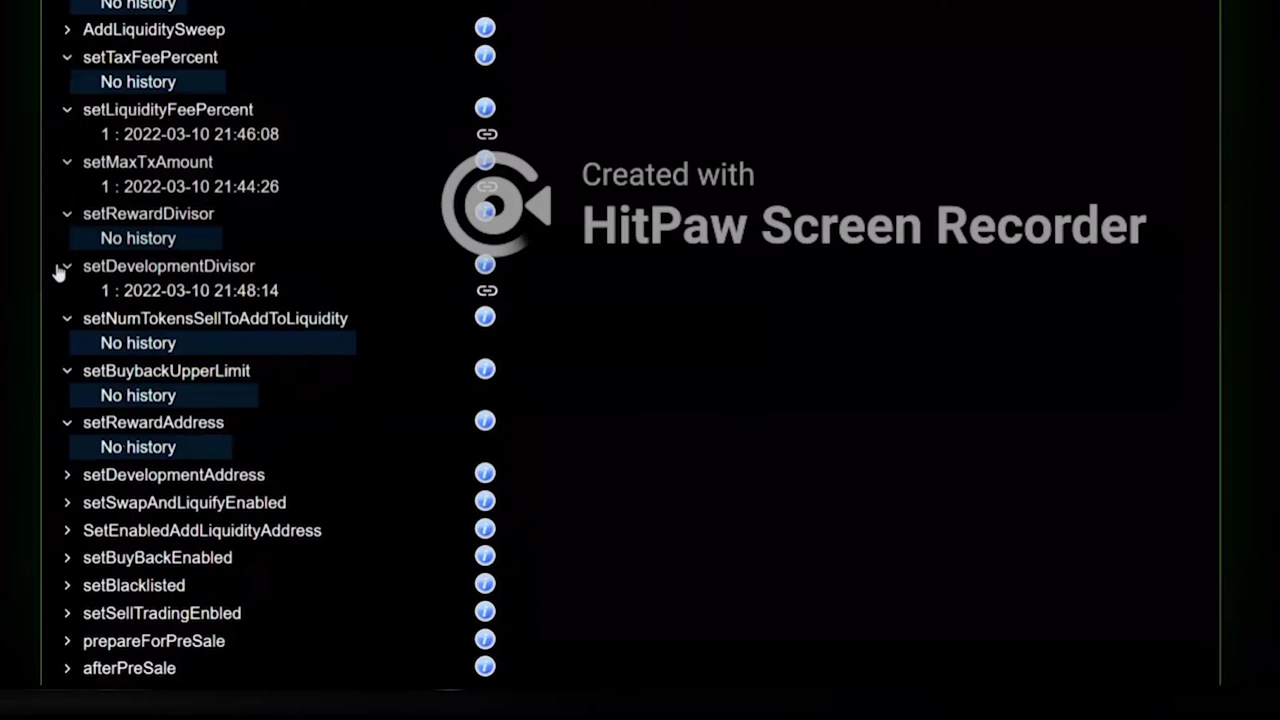 No history
AddLiquiditySweep
setTaxFeePercent
No history
setLiquidityFeePercent
1 : 2022-03-10 21:46:08
setMaxTxAmount
1 : 2022-03-10 21:44:26
Created with
HitPaw Screen Recorder
setRewardDivisor
No history
setDevelopmentDivisor
1 : 2022-03-10 21:48:14
setNumTokensSellToAddToLiquidity
No history
setBuybackUpperLimit
No history
setRewardAddress
No history
setDevelopmentAddress
setSwapAndLiquifyEnabled
SetEnabledAddLiquidityAddress
setBuyBackEnabled
setBlacklisted
setSellTradingEnbled
prepareForPreSale
afterPreSale